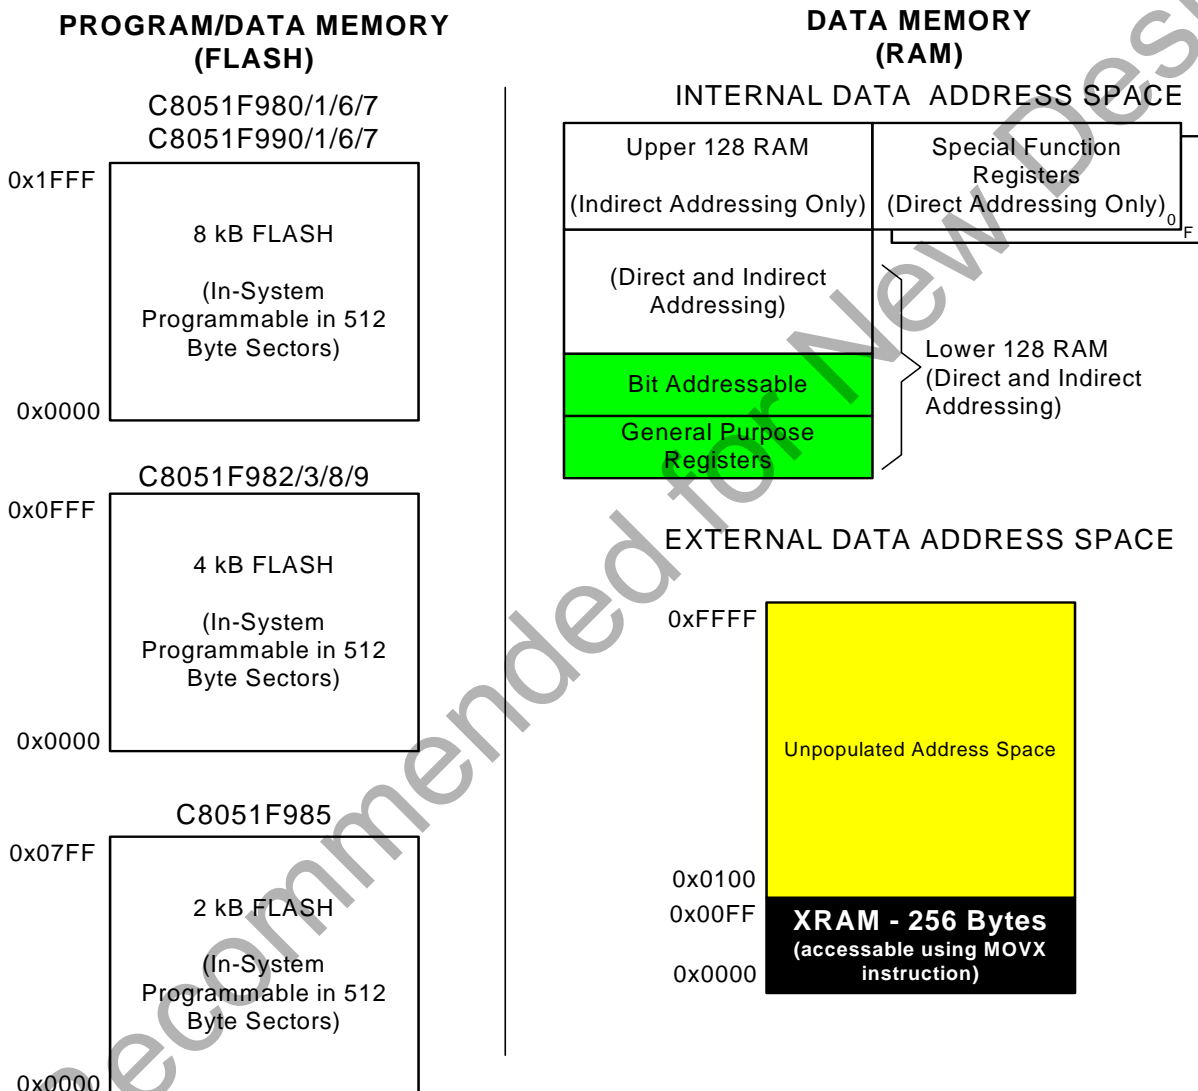 PROGRAM/DATA MEMORY
(FLASH)
C8051F980/1/6/7
C8051F990/1/6/7
0x1FFF
8 kB FLASH
(In-System
Programmable in 512
Byte Sectors)
0x0000
C8051F982/3/8/9
0x0FFF
4 kB FLASH
(In-System
Programmable in 512
Byte Sectors)
0x0000
C8051F985
0x07FF
2 kB FLASH
(In-System
Programmable in 512
Byte Sectors)
0x0000
DATA MEMORY
(RAM)
INTERNAL DATA ADDRESS SPACE
Upper 128 RAM
(Indirect Addressing Only)
Special Function
Registers
(Direct Addressing Only)
0
F
(Direct and Indirect
Addressing)
Bit Addressable
General Purpose
Registers
Lower 128 RAM
(Direct and Indirect
Addressing)
EXTERNAL DATA ADDRESS SPACE
0xFFFF
Unpopulated Address Space
0x0100
0x00FF
XRAM - 256 Bytes
(accessable using MOVX
instruction)
0x0000
for New